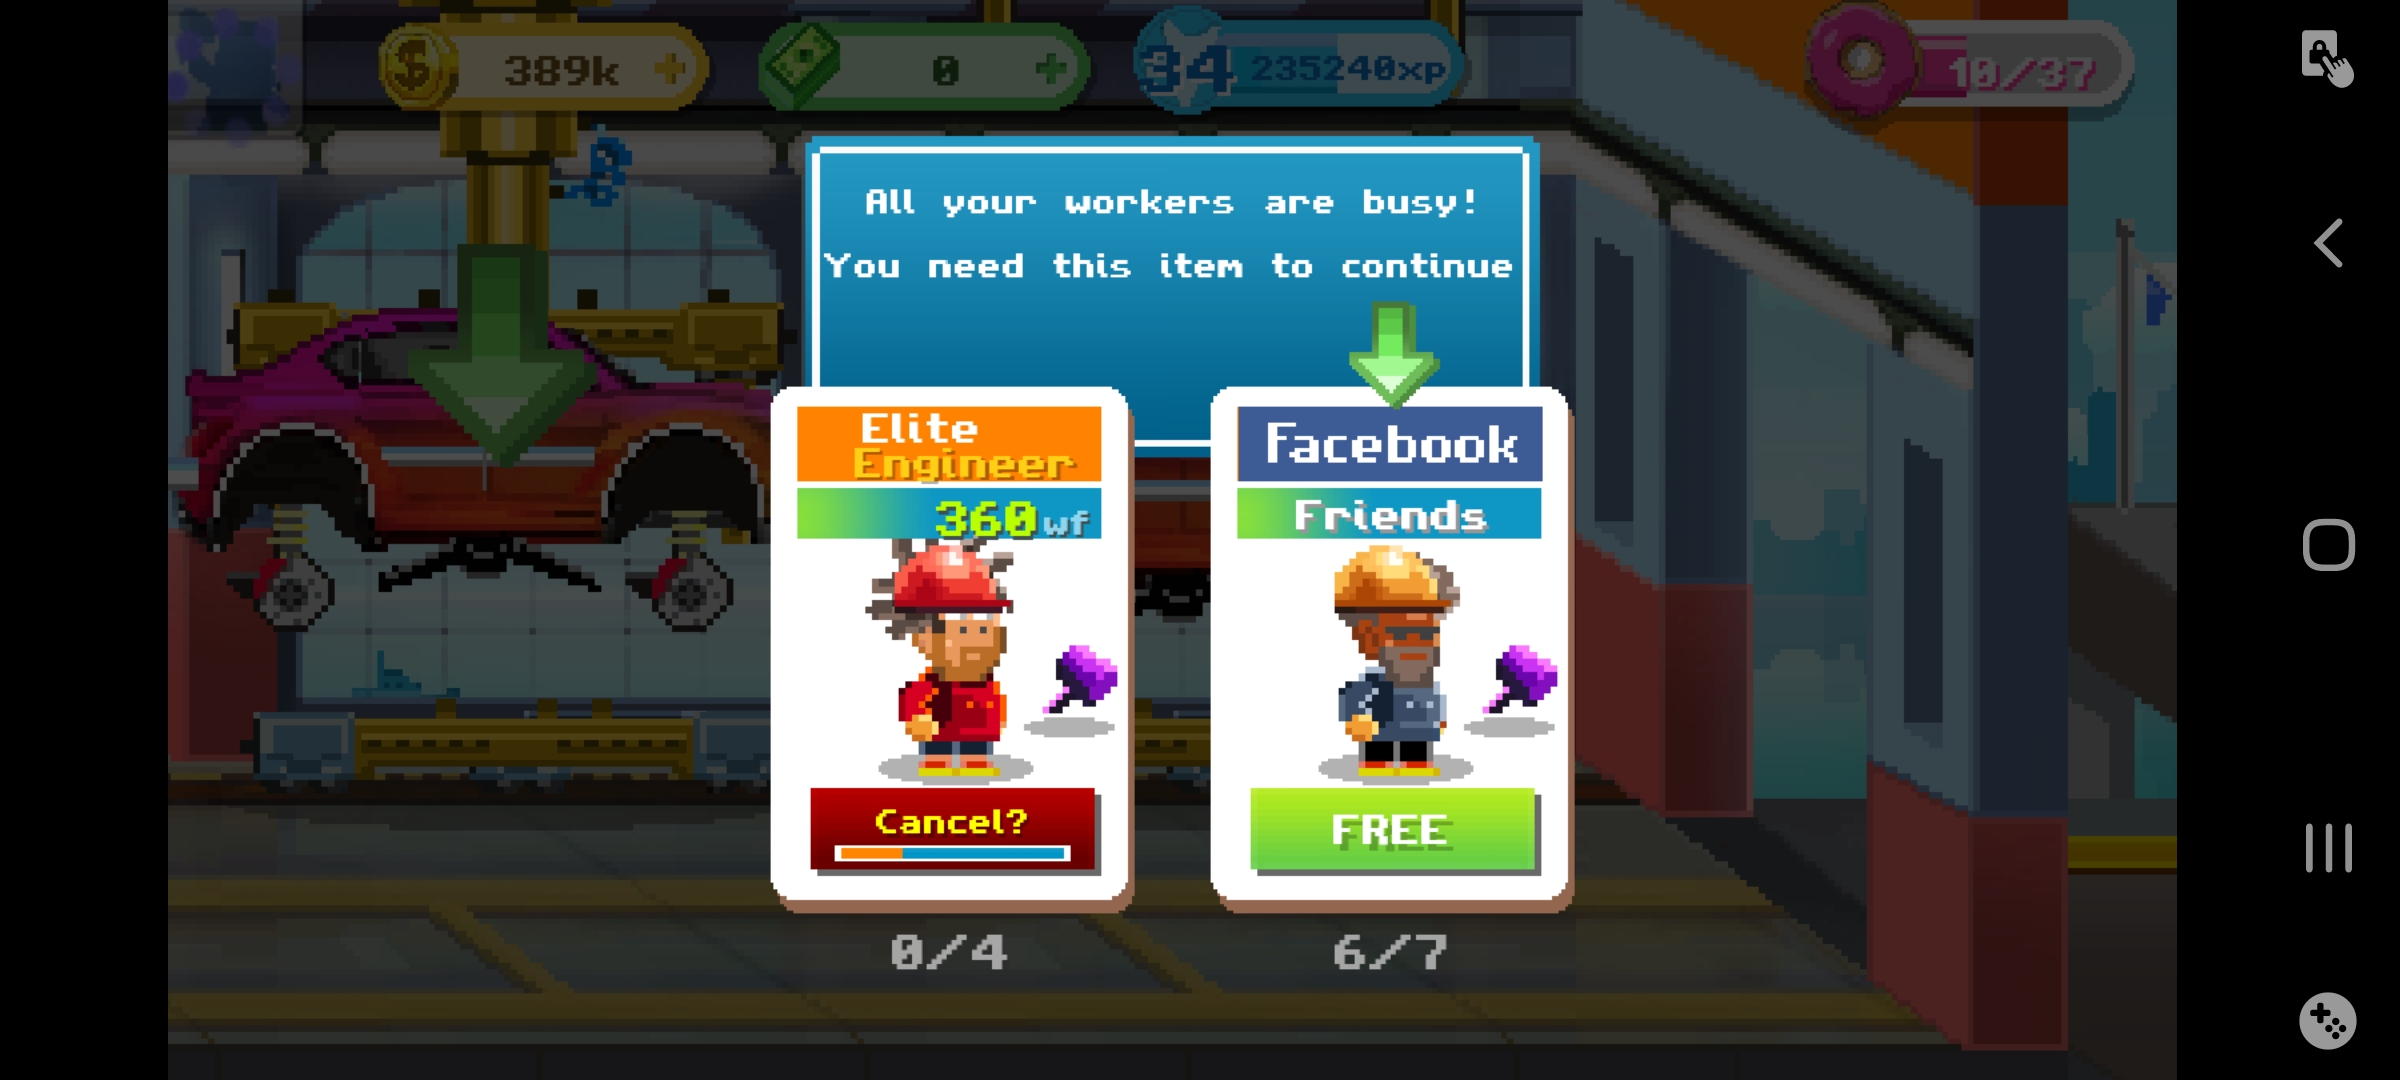 389k
0
34 235240xp
10/37
All your workers are busy!
You need this item to continue
Elite
Engineer
360wf
Cancel?
0/4
Facebook
Friends
FREE
6/7